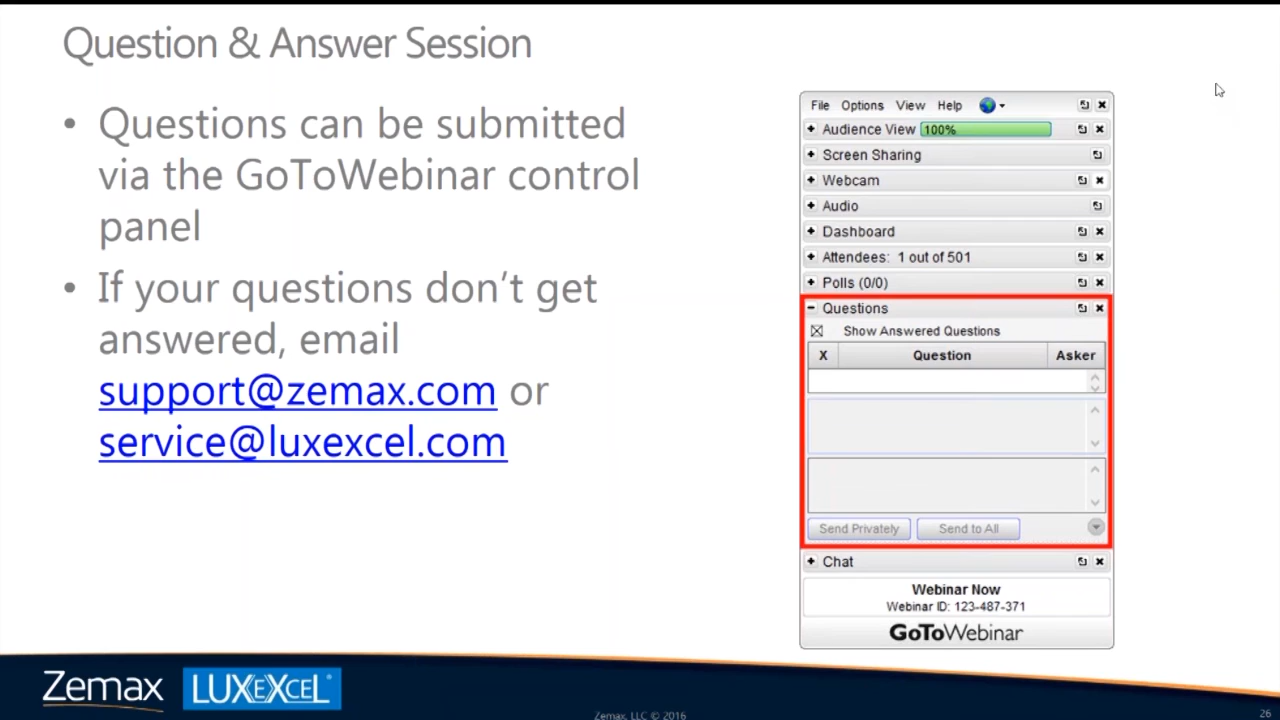 Question & Answer Session
• Questions can be submitted
via the GoToWebinar control
panel
• If your questions don’t get
answered, email
support@zemax.com or
service@luxexcel.com
File Options View Help
Audience View 100%
Screen Sharing
Webcam
Audio
Dashboard
Attendees: 1 out of 501
Polls (0/0)
Questions
Show Answered Questions
X Question Asker
Send Privately Send to All
Chat
Webinar Now
Webinar ID: 123-487-371
GoToWebinar
Zemax LUXEXCEL
Zemax, LLC © 2016
26